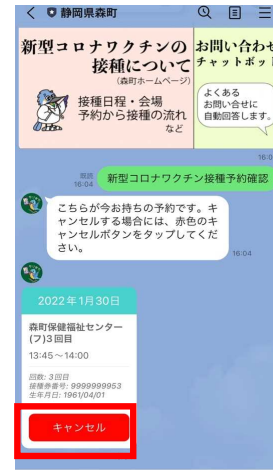 静岡県森町
新型コロナワクチンの
接種について
(森町ホームページ)
接種日程・会場
予約から接種の流れ
など
お問い合わせ
チャットボット
よくある
お問い合せに
自動回答します。
16:0
既読
16:04
新型コロナワクチン接種予約確認
こちらが今お持ちの予約です。キ
ャンセルする場合には、赤色のキ
ャンセルボタンをタップしてくだ
さい。
16:04
2022年1月30日
森町保健福祉センター
(フ)3回目
13:45～14:00
回数: 3回目
接種券番号: 9999999953
生年月日: 1961/04/01
キャンセル